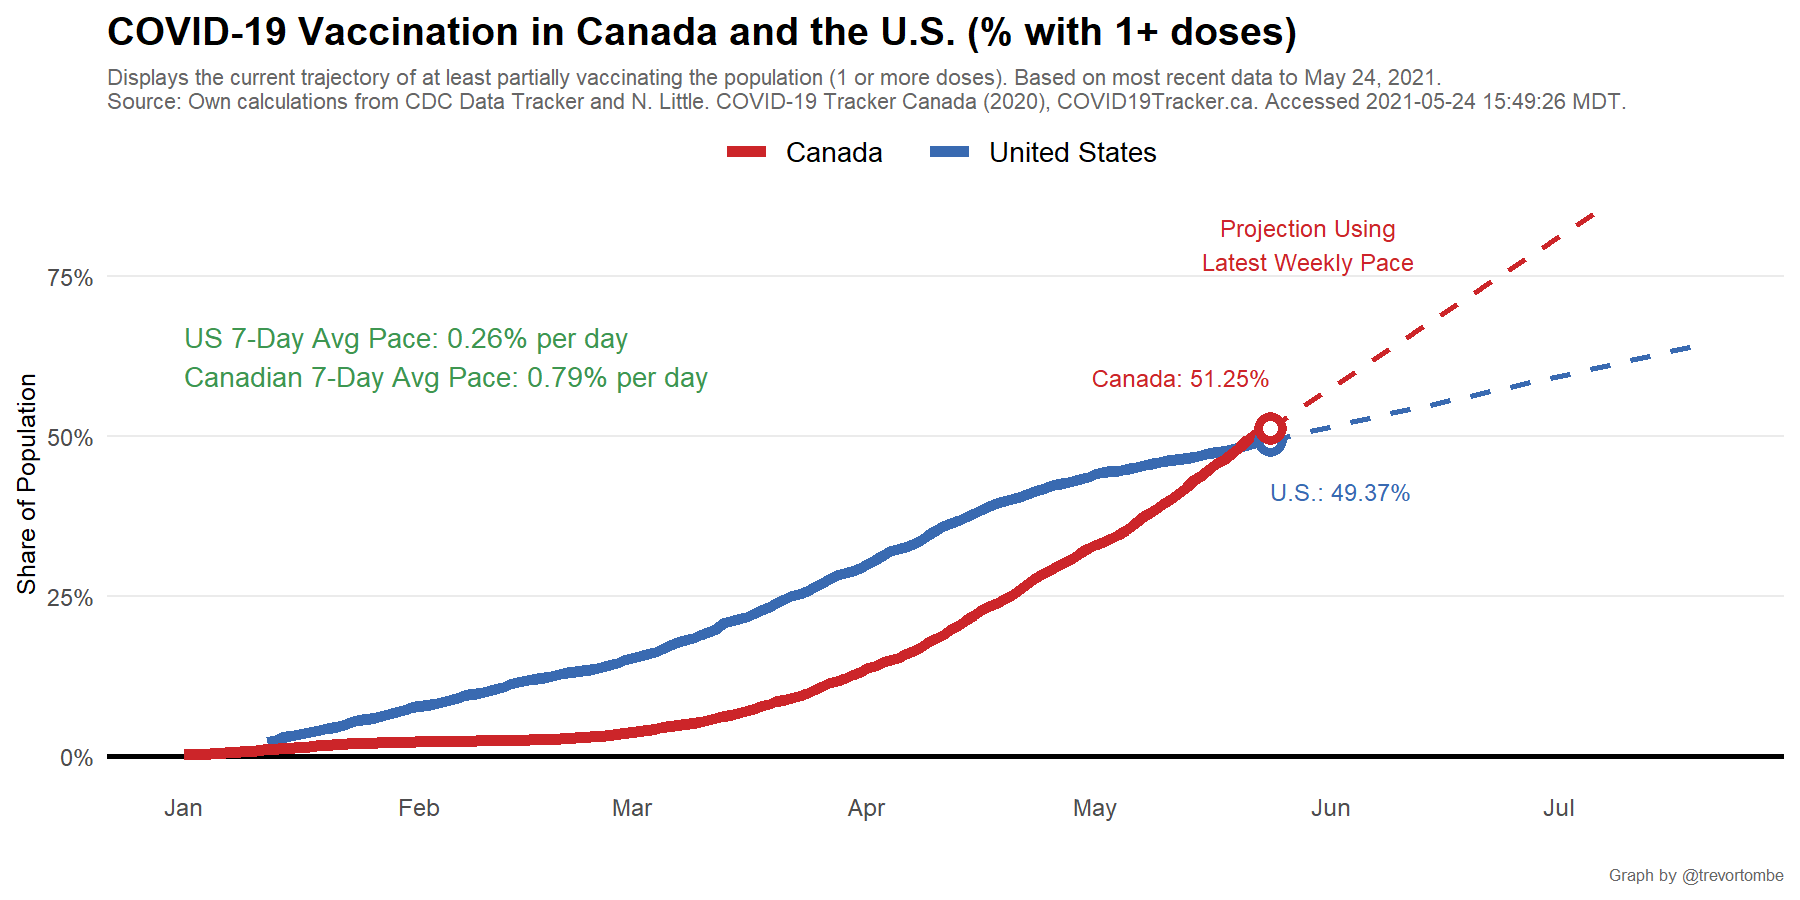 COVID-19 Vaccination in Canada and the U.S. (% with 1+ doses)
Displays the current trajectory of at least partially vaccinating the population (1 or more doses). Based on most recent data to May 24, 2021.
Source: Own calculations from CDC Data Tracker and N. Little. COVID-19 Tracker Canada (2020), COVID19Tracker.ca. Accessed 2021-05-24 15:49:26 MDT.
Canada
United States
Projection Using
Latest Weekly Pace
75%
US 7-Day Avg Pace: 0.26% per day
Canadian 7-Day Avg Pace: 0.79% per day
Canada: 51.25%
50%
U.S.: 49.37%
Share of Population
25%
0%
Jan
Feb
Mar
Apr
May
Jun
Jul
Graph by @trevortombe